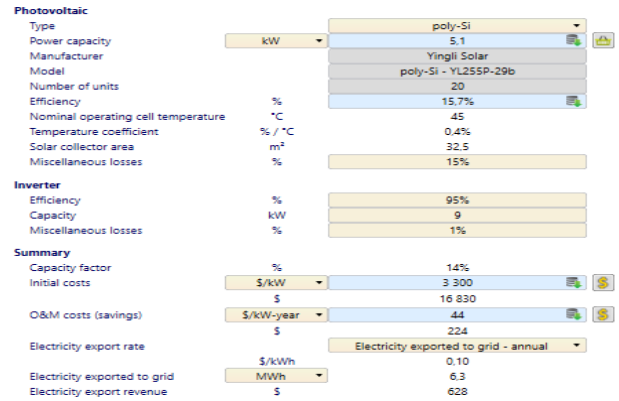 Photovoltaic
Type poly-Si
Power capacity kW 5,1
Manufacturer Yingli Solar
Model poly-Si - YL255P-29b
Number of units 20
Efficiency % 15,7%
Nominal operating cell temperature °C 45
Temperature coefficient % / °C 0,4%
Solar collector area m² 32,5
Miscellaneous losses % 15%
Inverter
Efficiency % 95%
Capacity kW 9
Miscellaneous losses % 1%
Summary
Capacity factor % 14%
Initial costs $/kW 3 300 $
$ 16 830
O&M costs (savings) $/kW-year 44 $
$ 224
Electricity export rate Electricity exported to grid - annual
$/kWh 0,10
Electricity exported to grid MWh 6,3
Electricity export revenue $ 628